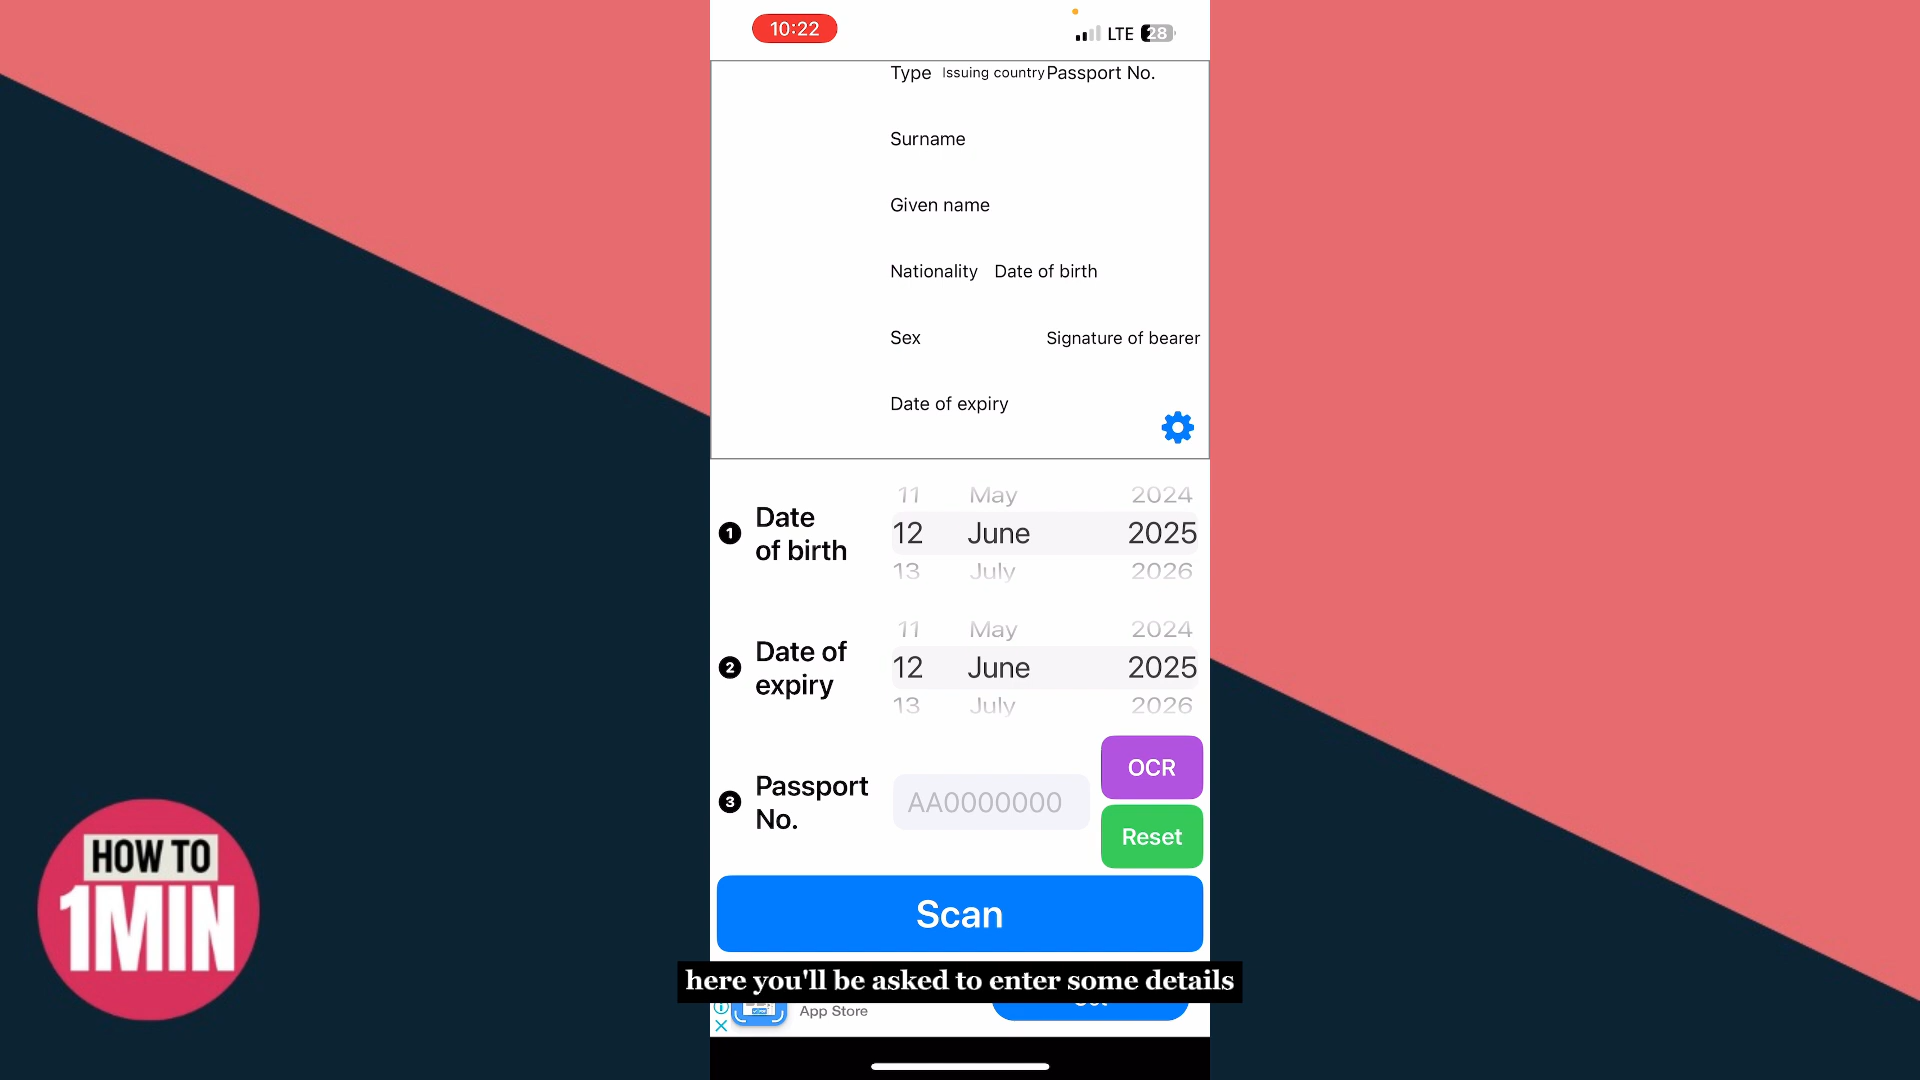 10:22
LTE 28
Type Issuing country Passport No.
Surname
Given name
Nationality Date of birth
Sex Signature of bearer
Date of expiry
11 May 2024
1 Date of birth 12 June 2025
13 July 2026
11 May 2024
2 Date of expiry 12 June 2025
13 July 2026
OCR
3 Passport No. AA0000000
Reset
Scan
HOW TO
1MIN
here you'll be asked to enter some details
App Store